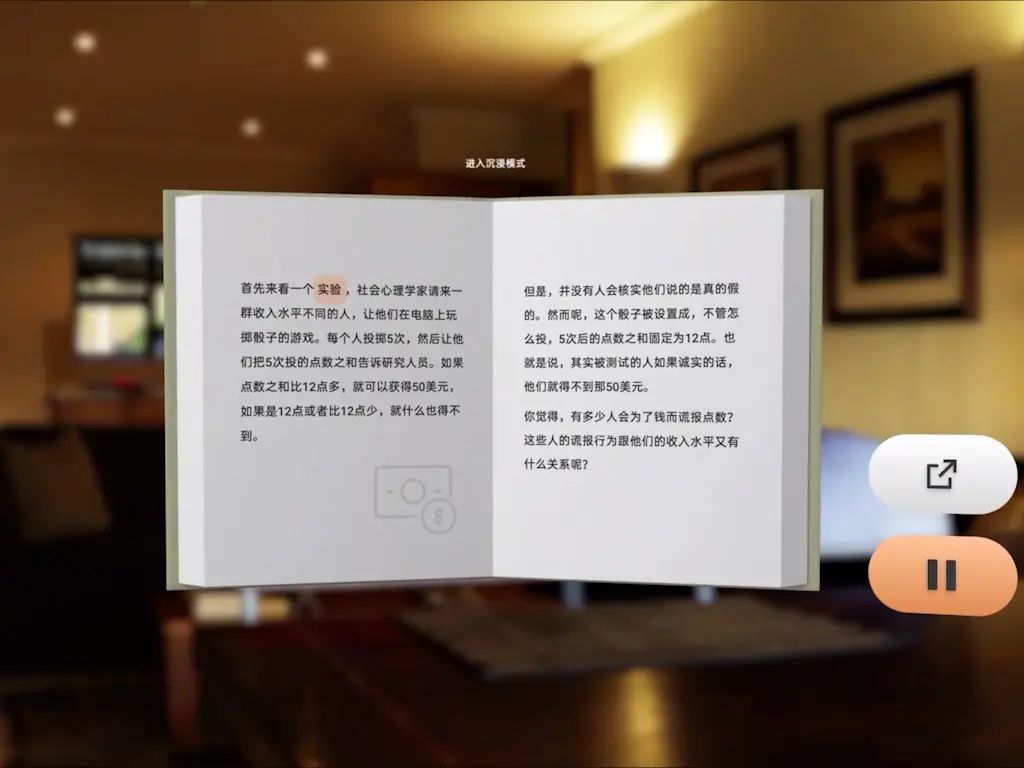 进入沉浸模式
首先来看一个实验，社会心理学家请来一
群收入水平不同的人，让他们在电脑上玩
掷骰子的游戏。每个人投掷5次，然后让他
们把5次投的点数之和告诉研究人员。如果
点数之和比12点多，就可以获得50美元，
如果是12点或者比12点少，就什么也得不
到。
$
但是，并没有人会核实他们说的是真的假
的。然而呢，这个骰子被设置成，不管怎
么投，5次后的点数之和固定为12点。也
就是说，其实被测试的人如果诚实的话，
他们就得不到那50美元。
你觉得，有多少人会为了钱而谎报点数？
这些人的谎报行为跟他们的收入水平又有
什么关系呢？